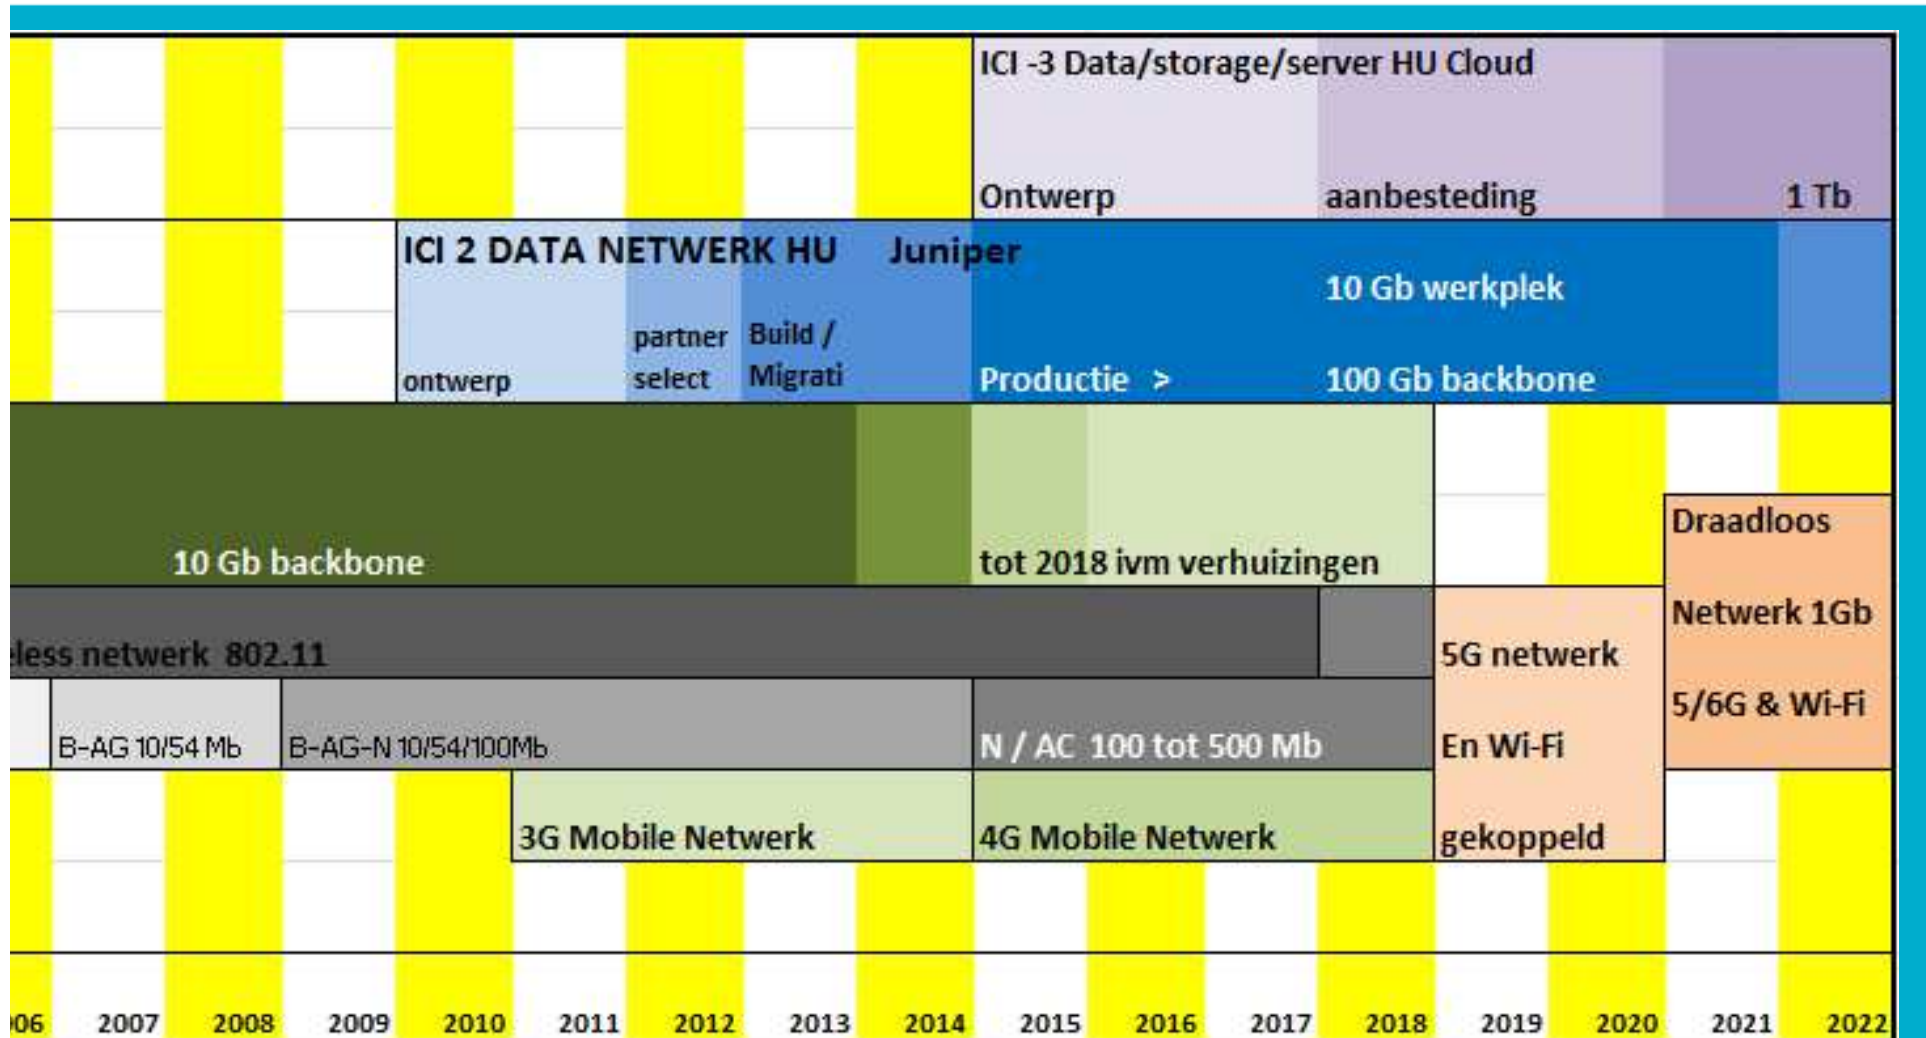 ICI -3 Data/storage/server HU Cloud
Ontwerp aanbesteding 1 Tb
ICI 2 DATA NETWERK HU Juniper
10 Gb werkplek
partner Build /
select Migrati
ontwerp
Productie > 100 Gb backbone
10 Gb backbone
tot 2018 ivm verhuizingen
Draadloos
Netwerk 1Gb
5/6G & Wi-Fi
eless netwerk 802.11
5G netwerk
En Wi-Fi
gekoppeld
B-AG 10/54 Mb
B-AG-N 10/54/100Mb
N / AC 100 tot 500 Mb
3G Mobile Netwerk
4G Mobile Netwerk
06 2007 2008 2009 2010 2011 2012 2013 2014 2015 2016 2017 2018 2019 2020 2021 2022